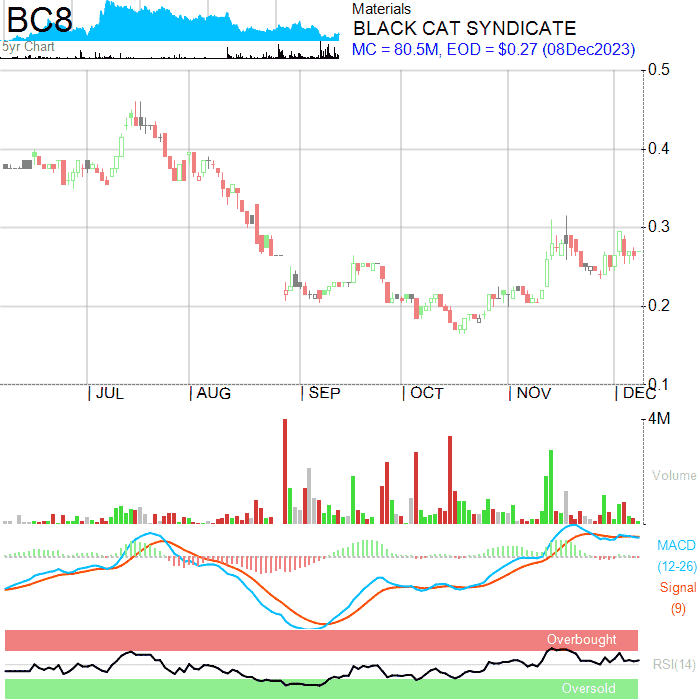 BC8
5yr Chart
Materials
BLACK CAT SYNDICATE
MC = 80.5M, EOD = $0.27 (08Dec2023)
0.5
0.4
0.3
0.2
0.1
JUL
AUG
SEP
OCT
NOV
DEC
4M
Volume
MACD
(12-26)
Signal
(9)
Overbought
RSI(14)
Oversold